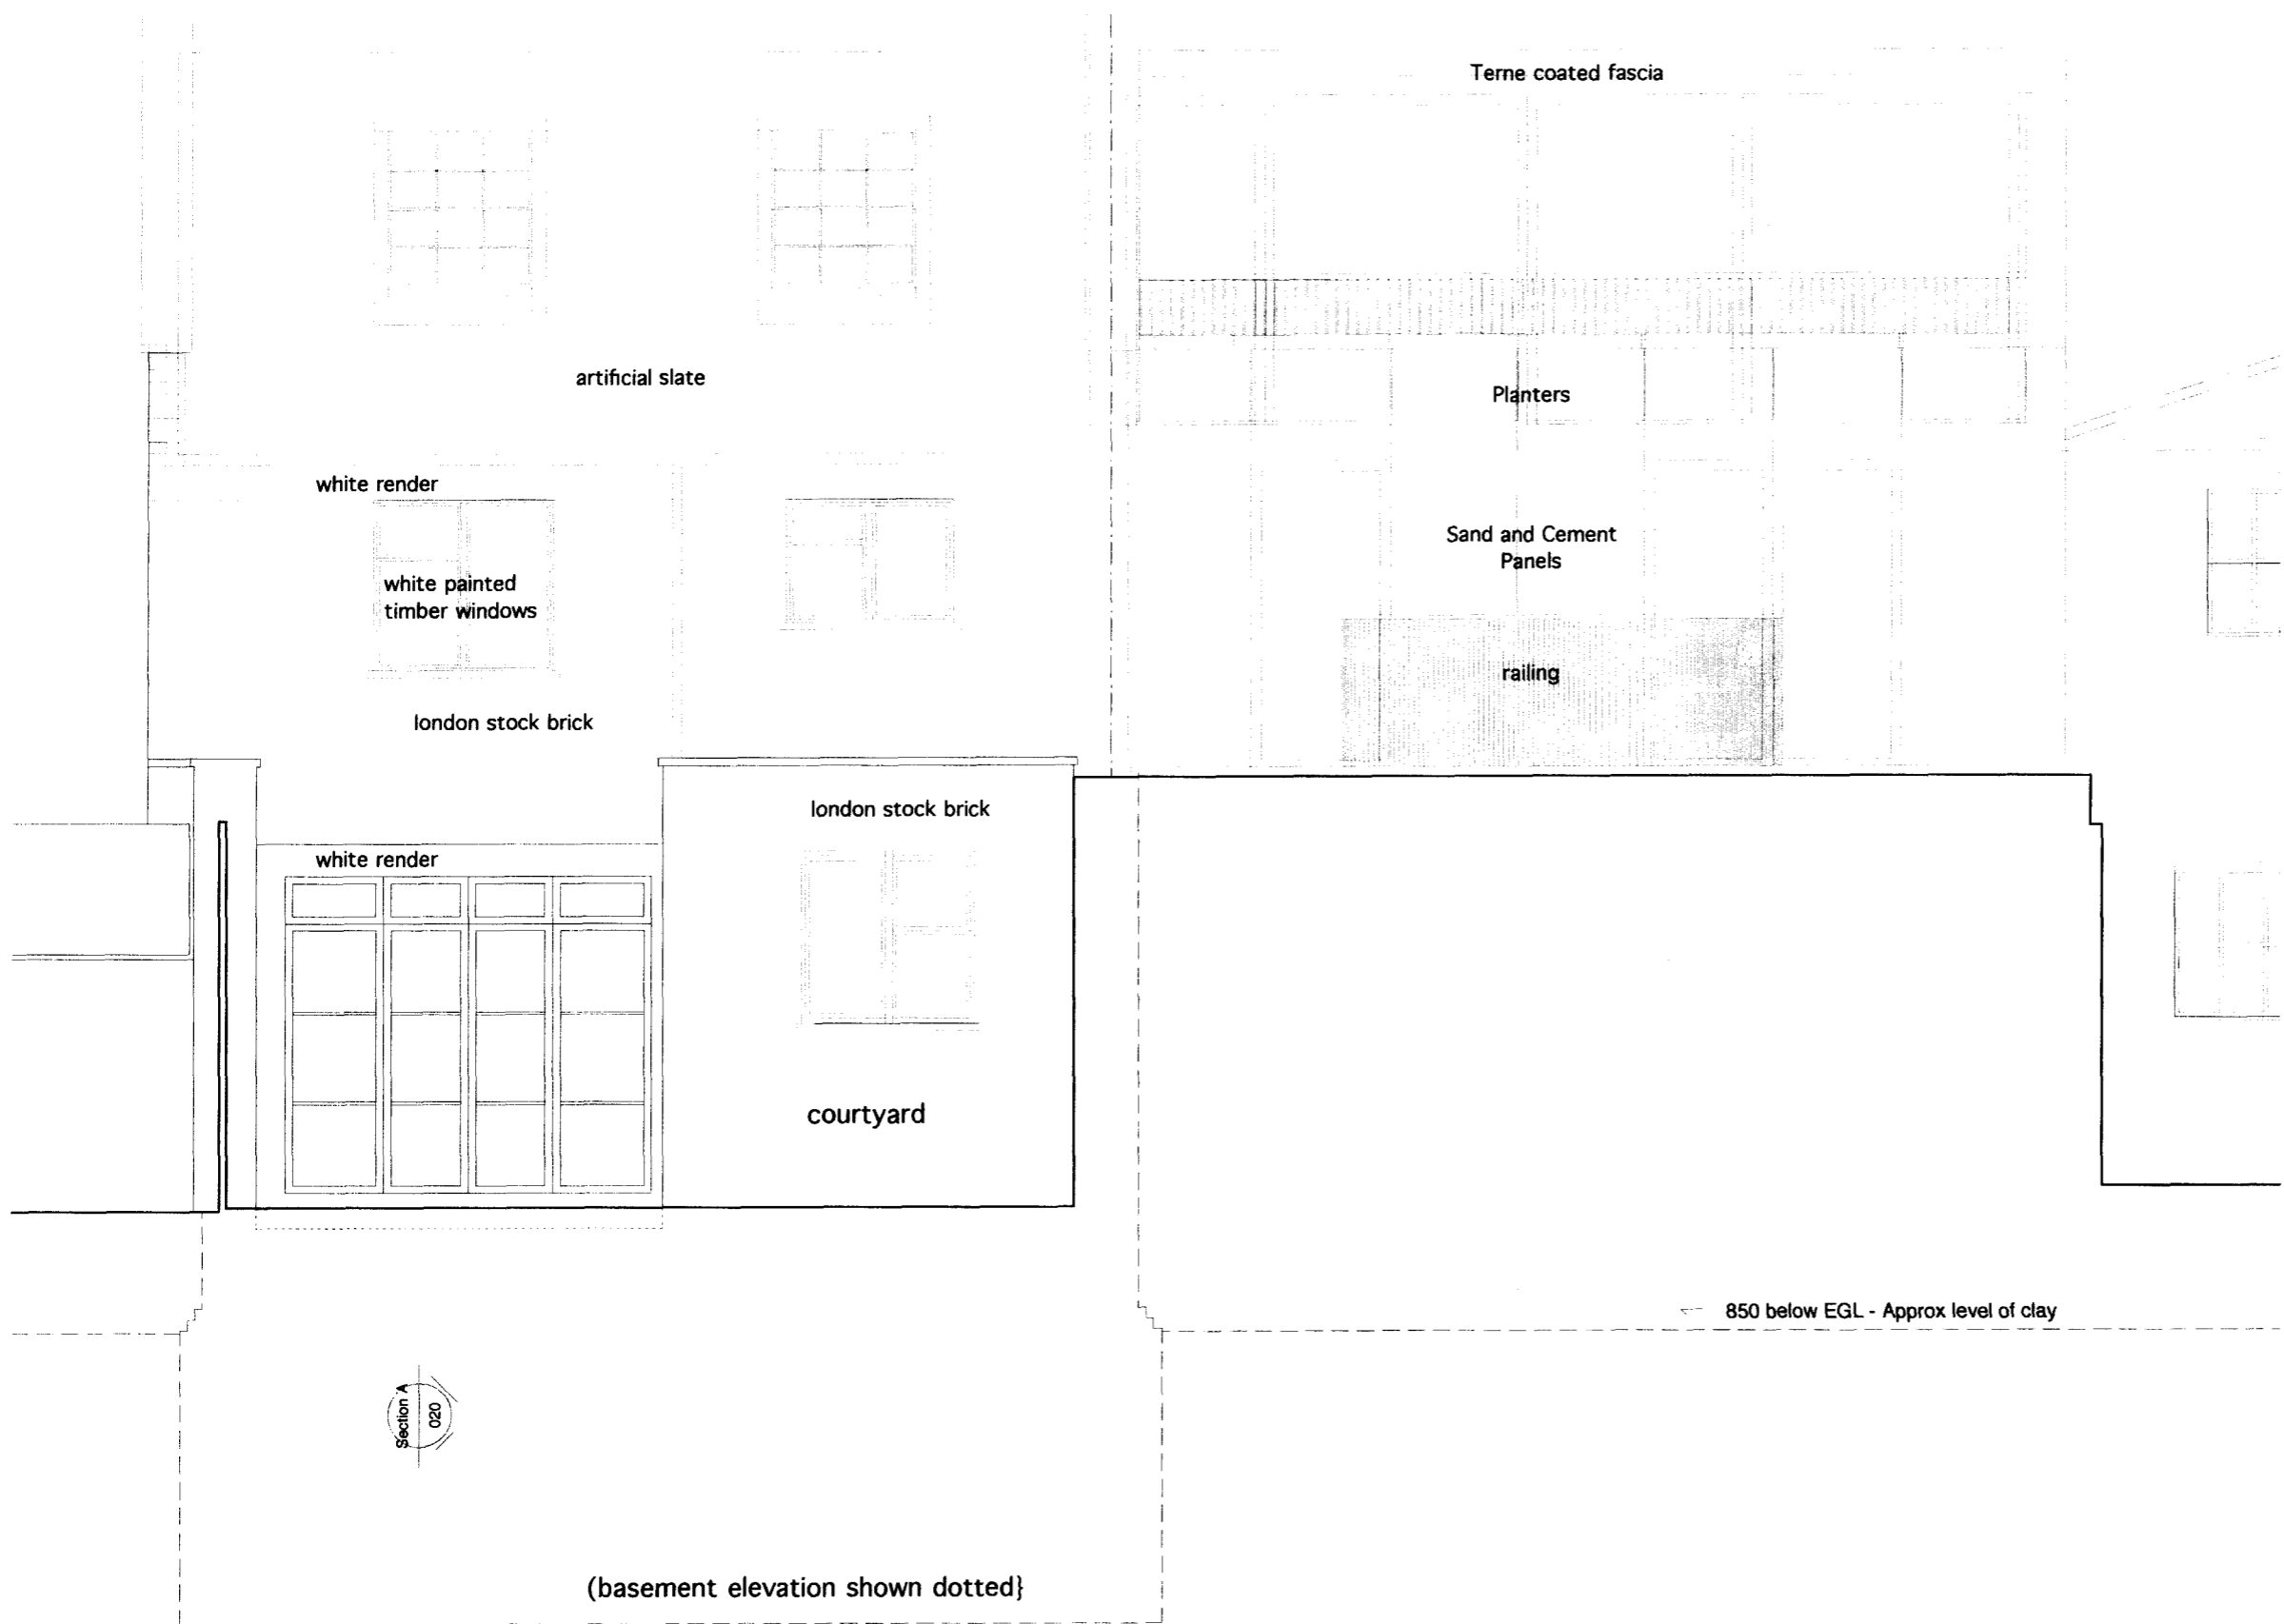 Terne coated fascia
artificial slate
Planters
white render
Sand and Cement
Panels
white painted
timber windows
railing
london stock brick
london stock brick
white render
courtyard
850 below EGL - Approx level of clay
Section A
020
(basement elevation shown dotted}